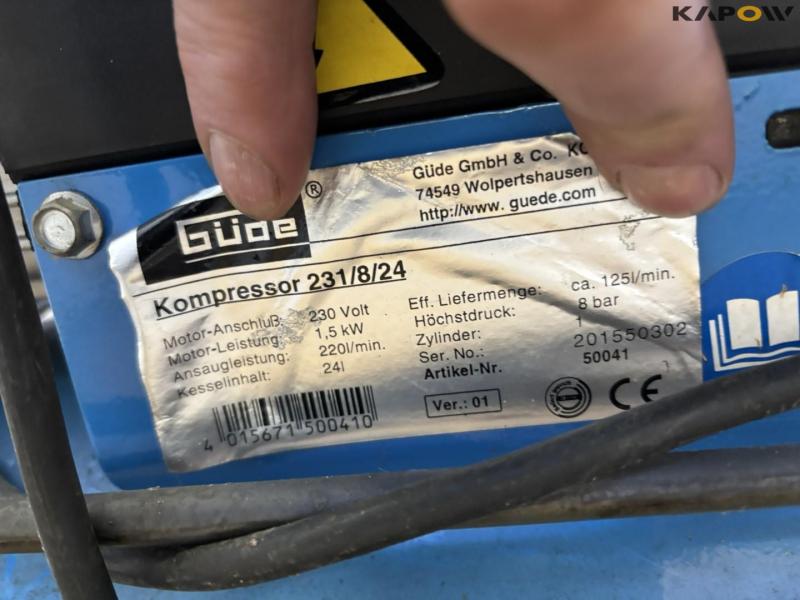 KAPOW
GÜDE ®
Güde GmbH & Co. KG
74549 Wolpertshausen
http://www.guede.com
Kompressor 231/8/24
Motor-Anschluß: 230 Volt
Motor-Leistung: 1,5 kW
Ansaugleistung: 220l/min.
Kesselinhalt: 24l
Eff. Liefermenge: ca. 125l/min.
Höchstdruck: 8 bar
Zylinder: 1
Ser. No.: 201550302
Artikel-Nr. 50041
4 015671 500410
Ver.: 01
CE